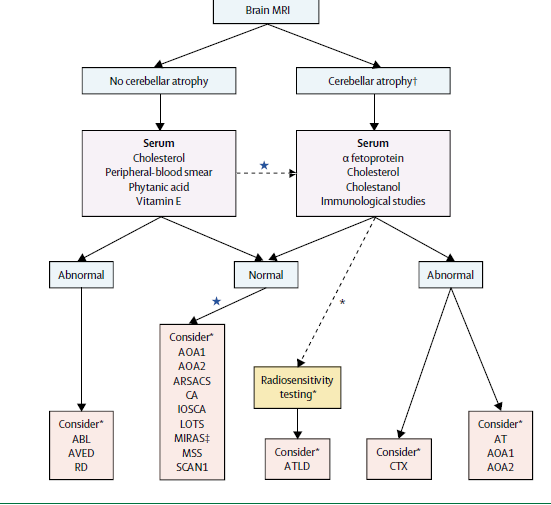 Brain MRI
No cerebellar atrophy
Cerebellar atrophy†
Serum
Cholesterol
Peripheral-blood smear
Phytanic acid
Vitamin E
Serum
α fetoprotein
Cholesterol
Cholestanol
Immunological studies
Abnormal
Normal
Abnormal
*
Consider*
AOA1
AOA2
ARSACS
CA
IOSCA
LOTS
MIRAS‡
MSS
SCAN1
Radiosensitivity
testing*
Consider*
ABL
AVED
RD
Consider*
ATLD
Consider*
CTX
Consider*
AT
AOA1
AOA2